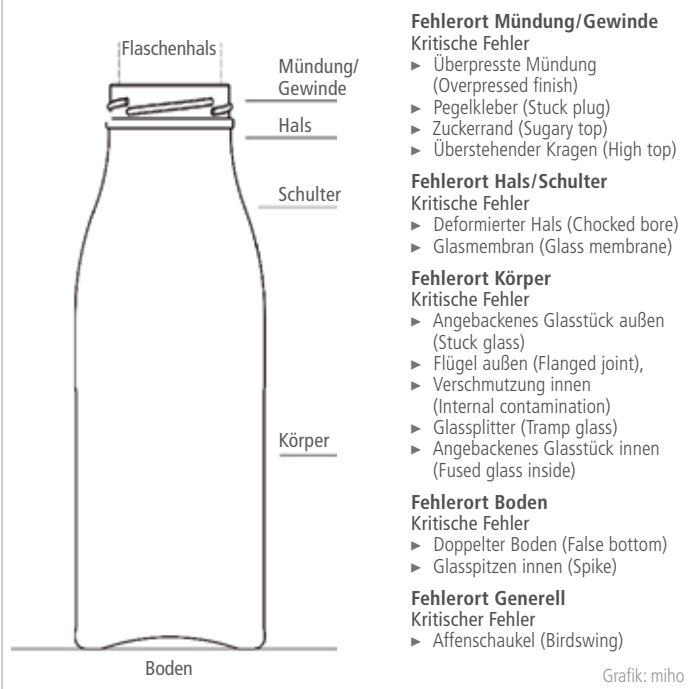 Flaschenhals
Mündung/
Gewinde
Hals
Schulter
Körper
Boden
Fehlerort Mündung/Gewinde
Kritische Fehler
► Überpresste Mündung
(Overpressed finish)
► Pegelkleber (Stuck plug)
► Zuckerrand (Sugary top)
► Überstehender Kragen (High top)
Fehlerort Hals/Schulter
Kritische Fehler
► Deformierter Hals (Chocked bore)
► Glasmembran (Glass membrane)
Fehlerort Körper
Kritische Fehler
► Angebackenes Glasstück außen
(Stuck glass)
► Flügel außen (Flanged joint),
► Verschmutzung innen
(Internal contamination)
► Glassplitter (Tramp glass)
► Angebackenes Glasstück innen
(Fused glass inside)
Fehlerort Boden
Kritische Fehler
► Doppelter Boden (False bottom)
► Glasspitzen innen (Spike)
Fehlerort Generell
Kritischer Fehler
► Affenschaukel (Birdswing)
Grafik: miho